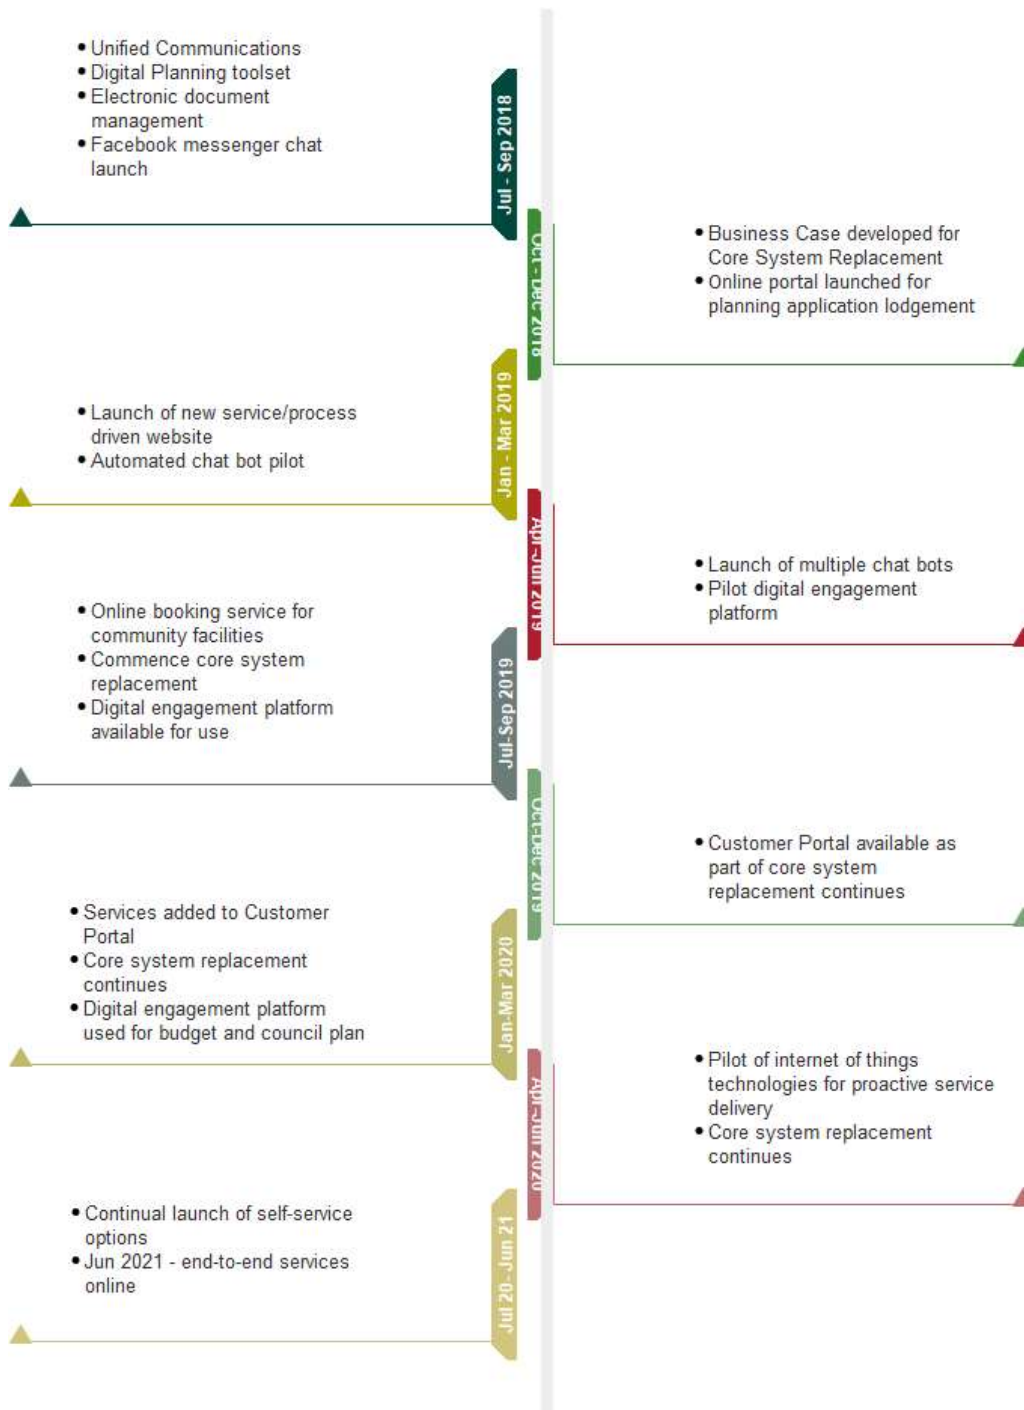 • Unified Communications
• Digital Planning toolset
• Electronic document
management
• Facebook messenger chat
launch
Jul - Sep 2018
Oct - Dec 2018
• Business Case developed for
Core System Replacement
• Online portal launched for
planning application lodgement
Jan - Mar 2019
• Launch of new service/process
driven website
• Automated chat bot pilot
Apr-Jun 2019
• Launch of multiple chat bots
• Pilot digital engagement
platform
• Online booking service for
community facilities
• Commence core system
replacement
• Digital engagement platform
available for use
Jul-Sep 2019
Oct-Dec 2019
• Customer Portal available as
part of core system
replacement continues
• Services added to Customer
Portal
• Core system replacement
continues
• Digital engagement platform
used for budget and council plan
Jan-Mar 2020
Apr-Jun 2020
• Pilot of internet of things
technologies for proactive service
delivery
• Core system replacement
continues
• Continual launch of self-service
options
• Jun 2021 - end-to-end services
online
Jul 20 - Jun 21